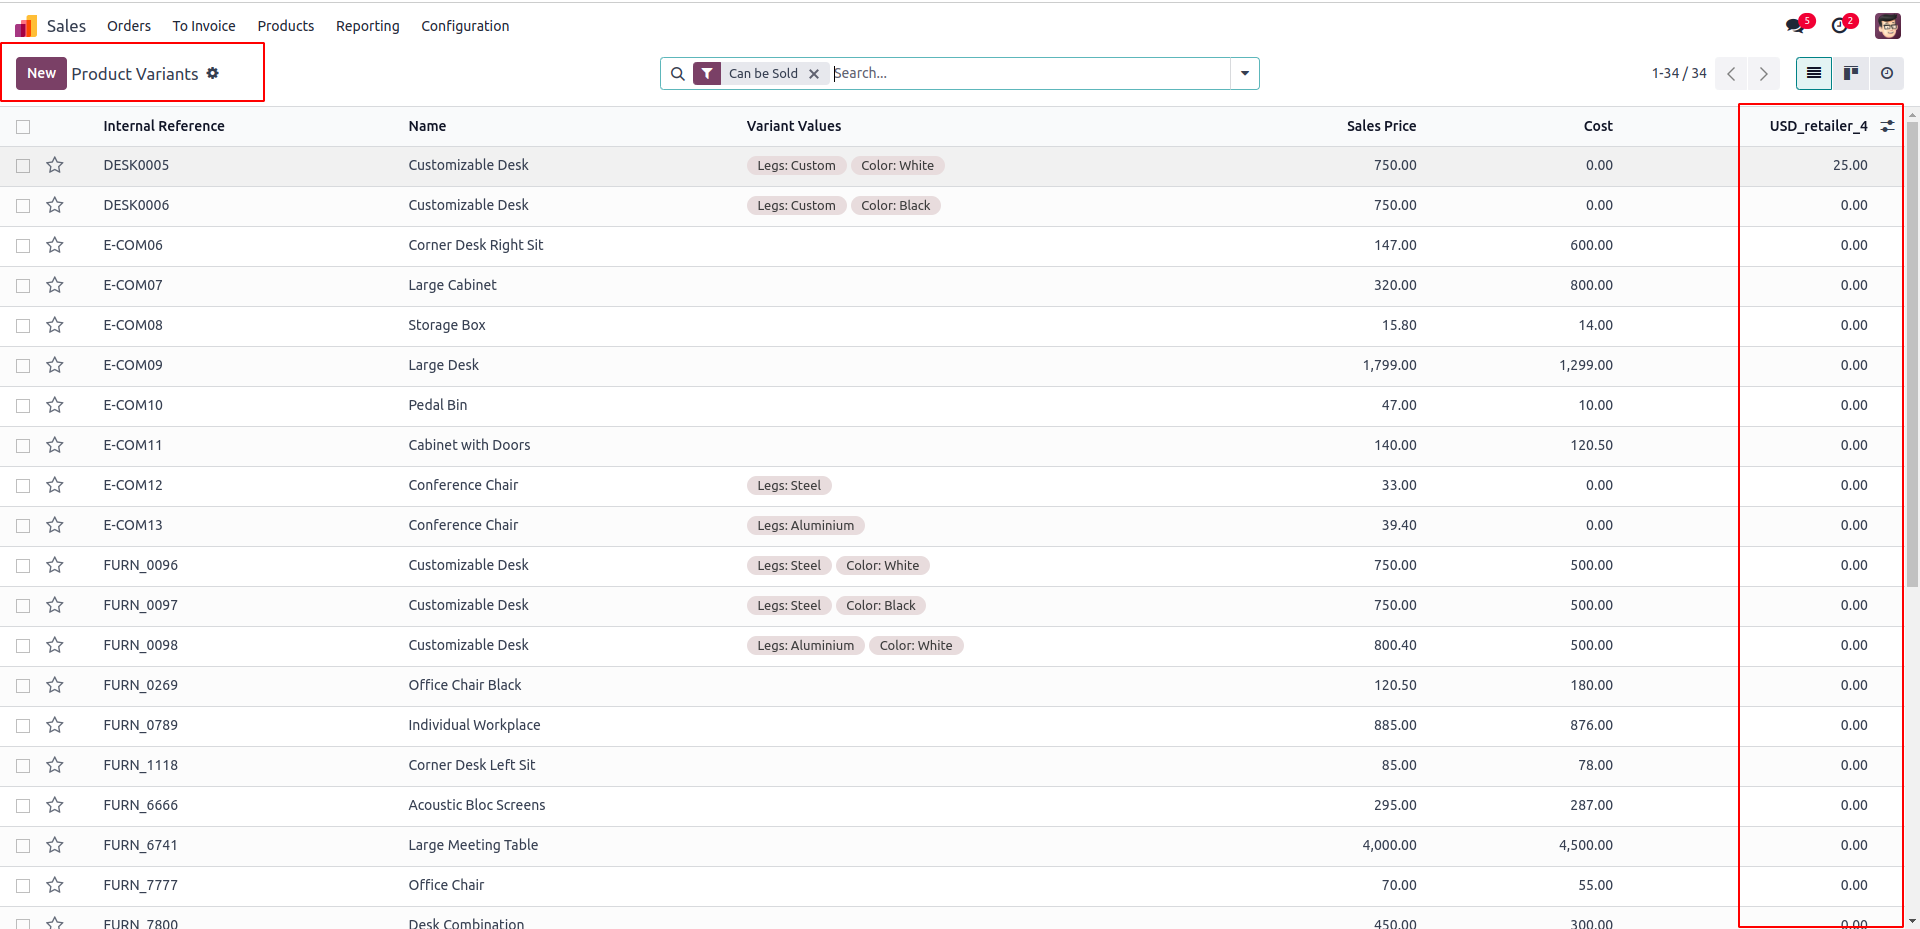 Sales Orders To Invoice Products Reporting Configuration 5 2
New Product Variants Can be Sold Search... 1-34 / 34
Internal Reference Name Variant Values Sales Price Cost USD_retailer_4
DESK0005 Customizable Desk Legs: Custom Color: White 750.00 0.00 25.00
DESK0006 Customizable Desk Legs: Custom Color: Black 750.00 0.00 0.00
E-COM06 Corner Desk Right Sit 147.00 600.00 0.00
E-COM07 Large Cabinet 320.00 800.00 0.00
E-COM08 Storage Box 15.80 14.00 0.00
E-COM09 Large Desk 1,799.00 1,299.00 0.00
E-COM10 Pedal Bin 47.00 10.00 0.00
E-COM11 Cabinet with Doors 140.00 120.50 0.00
E-COM12 Conference Chair Legs: Steel 33.00 0.00 0.00
E-COM13 Conference Chair Legs: Aluminium 39.40 0.00 0.00
FURN_0096 Customizable Desk Legs: Steel Color: White 750.00 500.00 0.00
FURN_0097 Customizable Desk Legs: Steel Color: Black 750.00 500.00 0.00
FURN_0098 Customizable Desk Legs: Aluminium Color: White 800.40 500.00 0.00
FURN_0269 Office Chair Black 120.50 180.00 0.00
FURN_0789 Individual Workplace 885.00 876.00 0.00
FURN_1118 Corner Desk Left Sit 85.00 78.00 0.00
FURN_6666 Acoustic Bloc Screens 295.00 287.00 0.00
FURN_6741 Large Meeting Table 4,000.00 4,500.00 0.00
FURN_7777 Office Chair 70.00 55.00 0.00
FURN_7800 Desk Combination 450.00 300.00 0.00